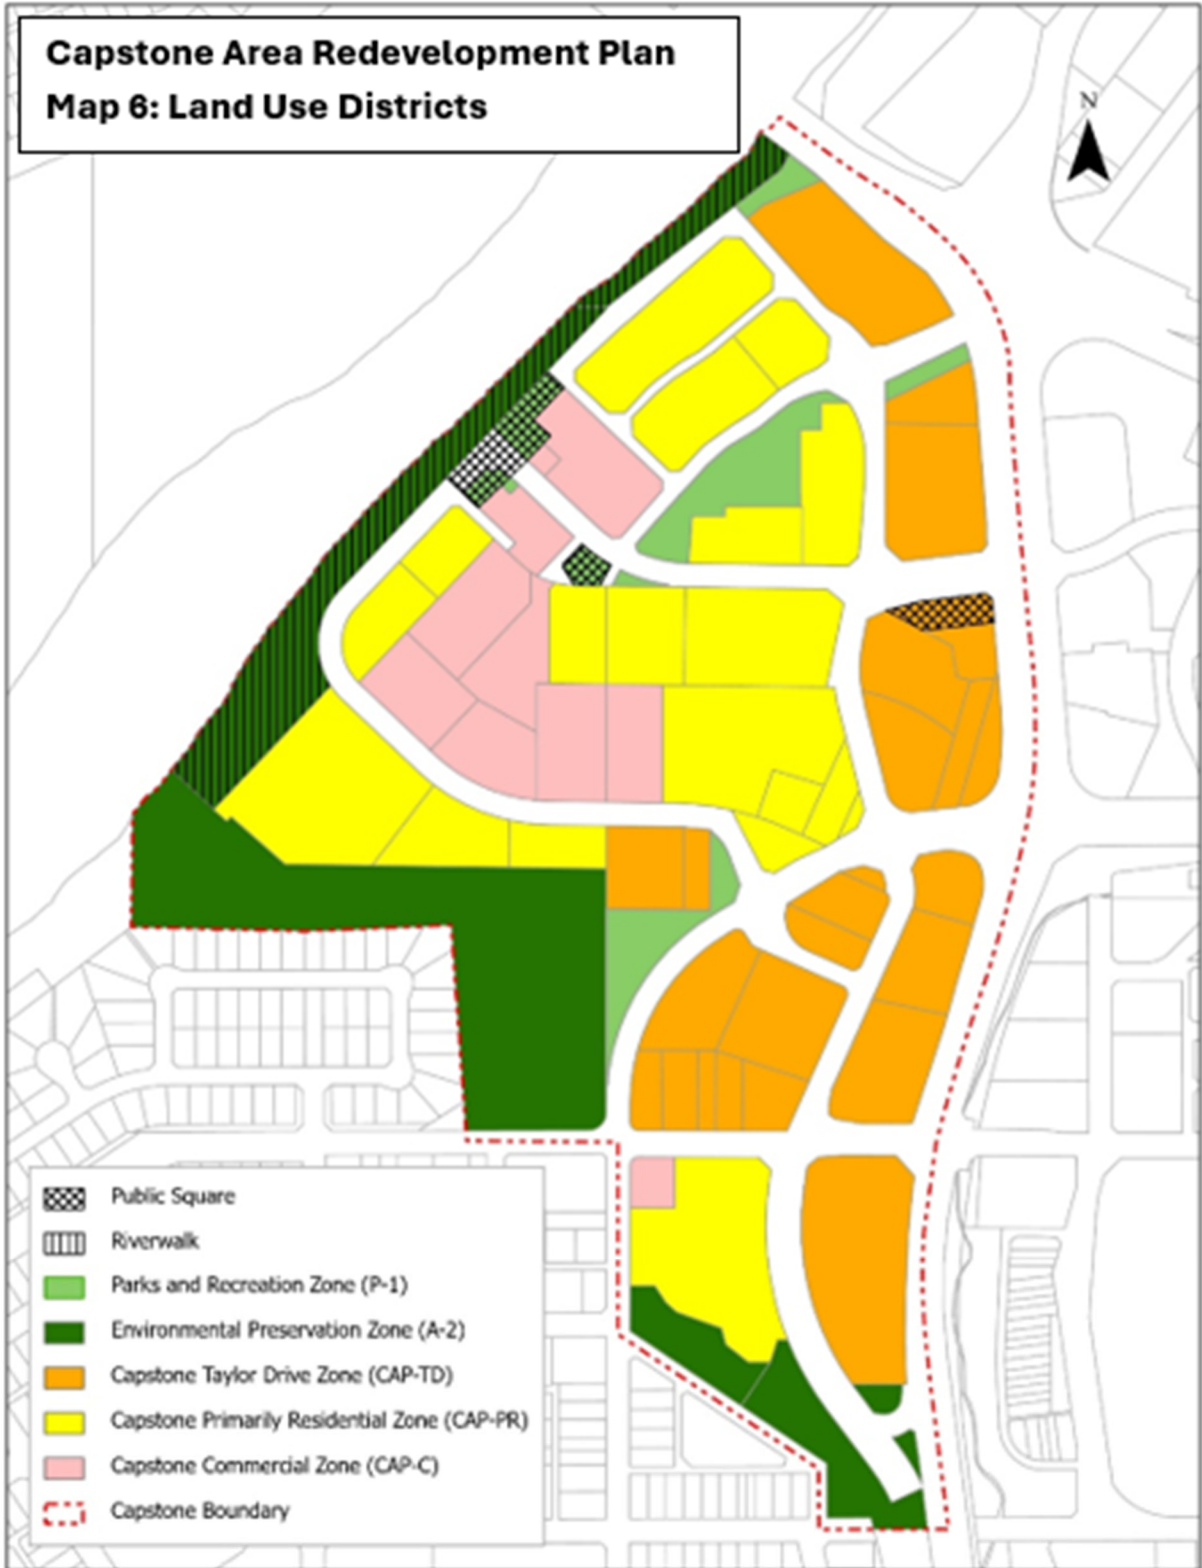 Capstone Area Redevelopment Plan
Map 6: Land Use Districts
N
Public Square
Riverwalk
Parks and Recreation Zone (P-1)
Environmental Preservation Zone (A-2)
Capstone Taylor Drive Zone (CAP-TD)
Capstone Primarily Residential Zone (CAP-PR)
Capstone Commercial Zone (CAP-C)
Capstone Boundary